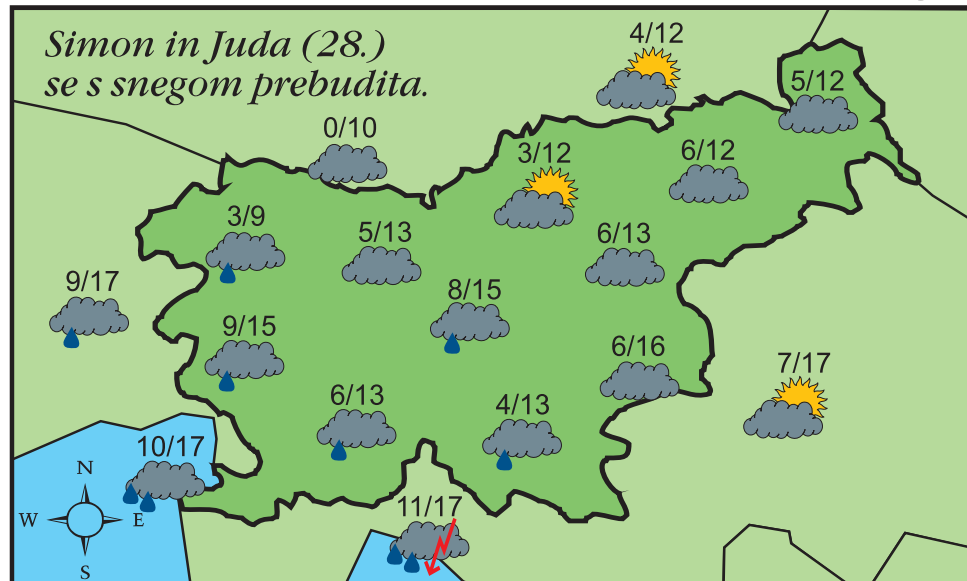 Simon in Juda (28.)
se s snegom prebudita.
4/12
5/12
0/10
3/12
6/12
3/9
5/13
6/13
9/17
8/15
9/15
6/16
7/17
6/13
4/13
10/17
N
W
E
S
11/17